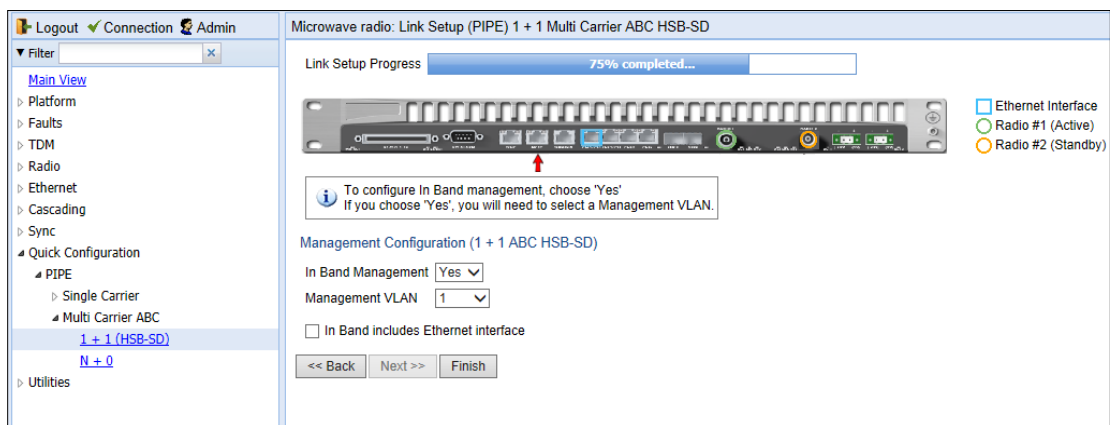 Logout Connection Admin
Filter
Main View
Platform
Faults
TDM
Radio
Ethernet
Cascading
Sync
Quick Configuration
PIPE
Single Carrier
Multi Carrier ABC
1 + 1 (HSB-SD)
N + 0
Utilities
Microwave radio: Link Setup (PIPE) 1 + 1 Multi Carrier ABC HSB-SD
Link Setup Progress 75% completed...
Ethernet Interface
Radio #1 (Active)
Radio #2 (Standby)
To configure In Band management, choose 'Yes'
If you choose 'Yes', you will need to select a Management VLAN.
Management Configuration (1 + 1 ABC HSB-SD)
In Band Management Yes
Management VLAN 1
In Band includes Ethernet interface
<< Back Next >> Finish